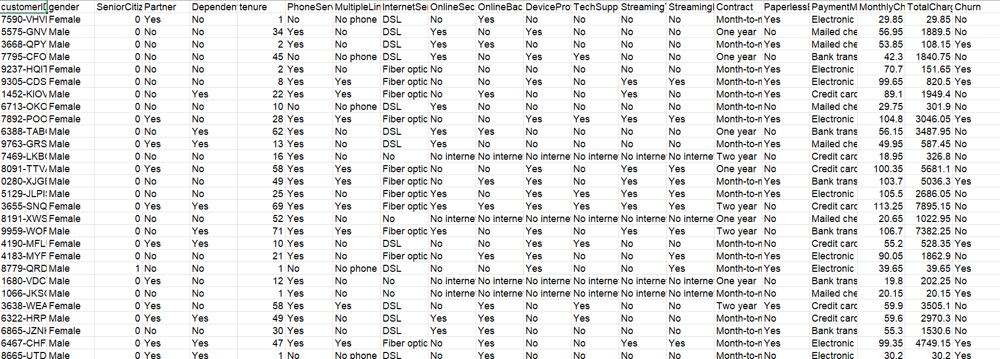 customerID gender SeniorCitiz Partner Dependent tenure PhoneServ MultipleLin InternetSer OnlineSec OnlineBac DevicePro TechSupp Streaming Streaming Contract Paperless PaymentM MonthlyCh TotalCharg Churn
7590-VHV Female 0 Yes No 1 No No phone DSL No Yes No No No No Month-to-m Yes Electronic 29.85 29.85 No
5575-GNV Male 0 No No 34 Yes No DSL Yes No Yes No No No One year No Mailed che 56.95 1889.5 No
3668-QPY Male 0 No No 2 Yes No DSL Yes Yes No No No No Month-to-m Yes Mailed che 53.85 108.15 Yes
7795-CFO Male 0 No No 45 No No phone DSL Yes No Yes Yes No No One year No Bank trans 42.3 1840.75 No
9237-HQIT Female 0 No No 2 Yes No Fiber optic No No No No No No Month-to-m Yes Electronic 70.7 151.65 Yes
9305-CDS Female 0 No No 8 Yes Yes Fiber optic No No Yes No Yes Yes Month-to-m Yes Electronic 99.65 820.5 Yes
1452-KIOV Male 0 No Yes 22 Yes Yes Fiber optic No Yes No No Yes No Month-to-m Yes Credit card 89.1 1949.4 No
6713-OKO Female 0 No No 10 No No phone DSL Yes No No No No No Month-to-m No Mailed che 29.75 301.9 No
7892-POO Female 0 Yes No 28 Yes Yes Fiber optic No No Yes Yes Yes Yes Month-to-m Yes Electronic 104.8 3046.05 Yes
6388-TAB Male 0 No Yes 62 Yes No DSL Yes Yes No No No No One year No Bank trans 56.15 3487.95 No
9763-GRS Male 0 Yes Yes 13 Yes No DSL Yes No No No No No Month-to-m Yes Mailed che 49.95 587.45 No
7469-LKB Male 0 No No 16 Yes No No No interne No interne No interne No interne No interne No interne Two year No Credit card 18.95 326.8 No
8091-TTV Male 0 Yes No 58 Yes Yes Fiber optic No No Yes No Yes Yes One year No Credit card 100.35 5681.1 No
0280-XJG Male 0 No No 49 Yes Yes Fiber optic No Yes Yes No Yes Yes Month-to-m Yes Bank trans 103.7 5036.3 Yes
5129-JLPI Male 0 No No 25 Yes No Fiber optic Yes No Yes Yes Yes Yes Month-to-m Yes Electronic 105.5 2686.05 No
3655-SNQ Female 0 Yes Yes 69 Yes Yes Fiber optic Yes Yes Yes Yes Yes Yes Two year No Credit card 113.25 7895.15 No
8191-XWS Female 0 No No 52 Yes No No No interne No interne No interne No interne No interne No interne One year No Mailed che 20.65 1022.95 No
9959-WOF Male 0 No Yes 71 Yes Yes Fiber optic Yes No Yes No Yes Yes Two year No Bank trans 106.7 7382.25 No
4190-MFL Female 0 Yes Yes 10 Yes No DSL No No Yes Yes No No Month-to-m No Credit card 55.2 528.35 Yes
4183-MYF Female 0 No No 21 Yes No Fiber optic No Yes Yes No No Yes Month-to-m Yes Electronic 90.05 1862.9 No
8779-QRD Male 1 No No 1 No No phone DSL No No Yes No No Yes Month-to-m Yes Electronic 39.65 39.65 Yes
1680-VDC Male 0 Yes No 12 Yes No No No interne No interne No interne No interne No interne No interne One year No Bank trans 19.8 202.25 No
1066-JKS Male 0 No No 1 Yes No No No interne No interne No interne No interne No interne No interne Month-to-m No Mailed che 20.15 20.15 Yes
3638-WEA Female 0 Yes No 58 Yes Yes DSL No Yes No Yes No No Two year Yes Credit card 59.9 3505.1 No
6322-HRP Male 0 Yes Yes 49 Yes No DSL Yes Yes No Yes No No Month-to-m No Credit card 59.6 2970.3 No
6865-JZN Female 0 No No 30 Yes No DSL Yes Yes No No No No Month-to-m Yes Bank trans 55.3 1530.6 No
6467-CHF Male 0 Yes Yes 47 Yes Yes Fiber optic No Yes No No Yes Yes Month-to-m Yes Electronic 99.35 4749.15 Yes
8665-UTD Male 0 Yes Yes 1 No No phone DSL No Yes No No No No Month-to-m No Electronic 30.2 30.2 Yes